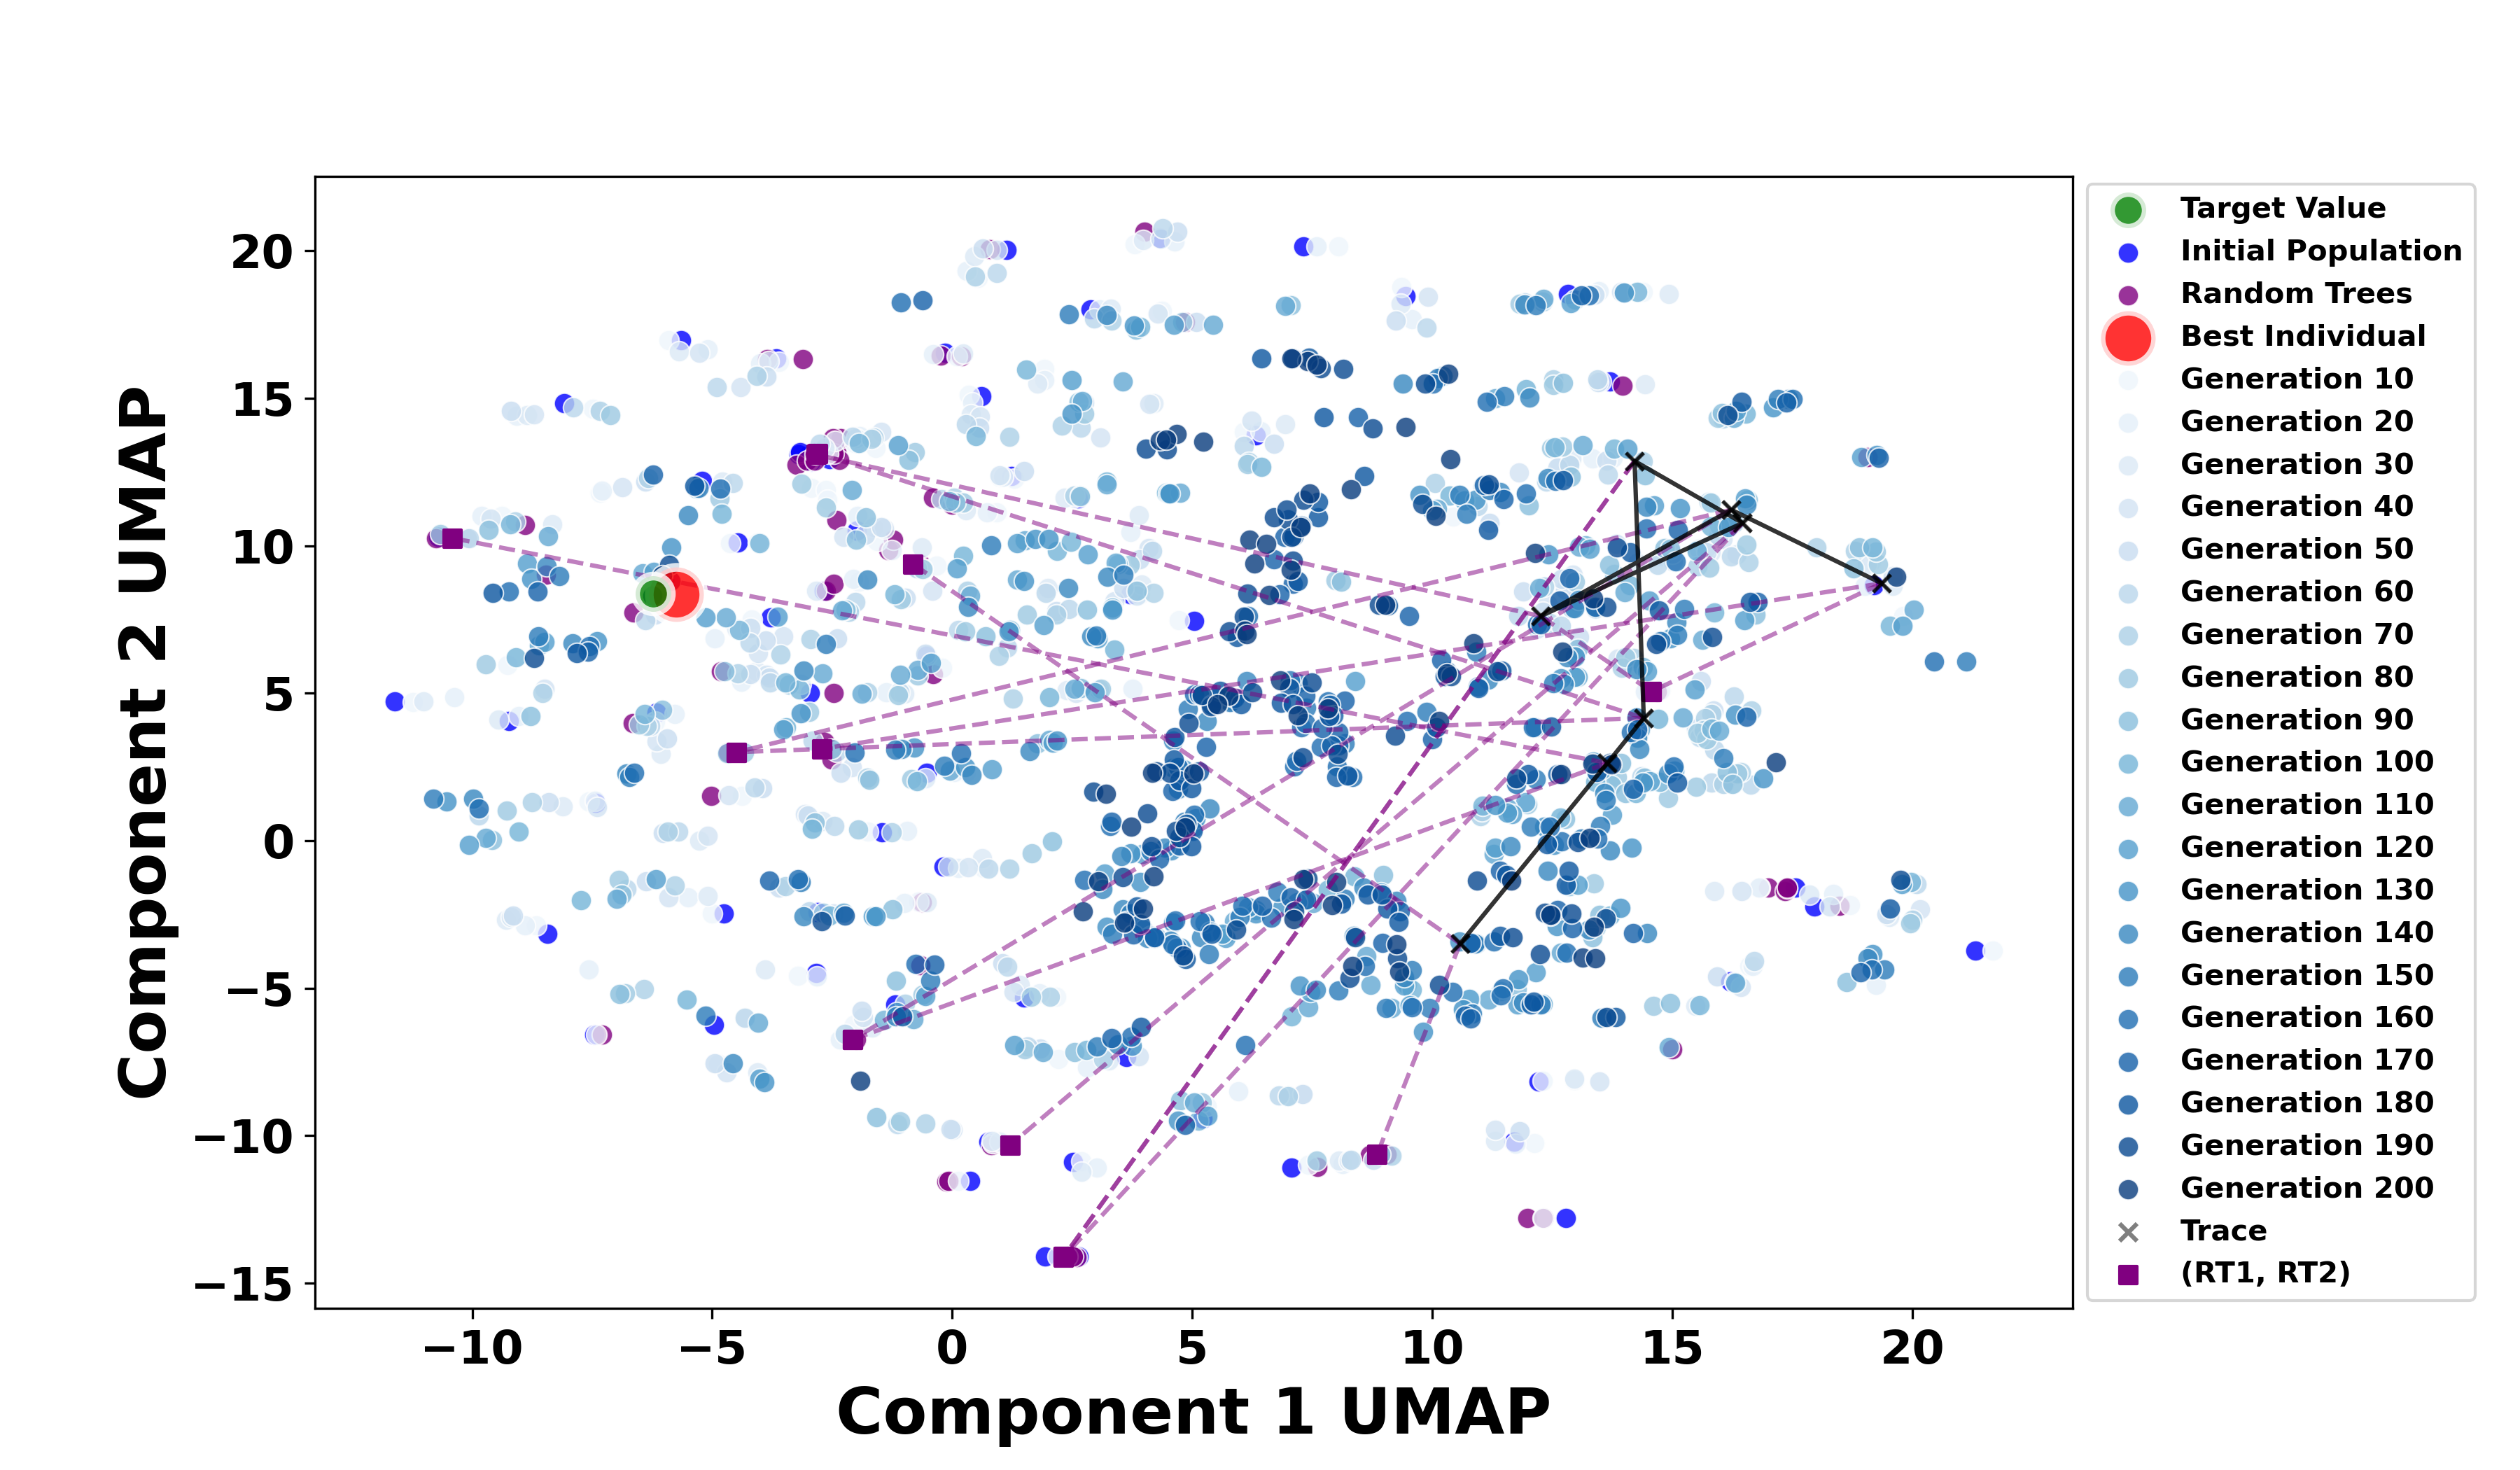 20
15
10
5
0
−5
−10
−15
Component 2 UMAP
−10
−5
0
5
10
15
20
Component 1 UMAP
Target Value
Initial Population
Random Trees
Best Individual
Generation 10
Generation 20
Generation 30
Generation 40
Generation 50
Generation 60
Generation 70
Generation 80
Generation 90
Generation 100
Generation 110
Generation 120
Generation 130
Generation 140
Generation 150
Generation 160
Generation 170
Generation 180
Generation 190
Generation 200
Trace
(RT1, RT2)